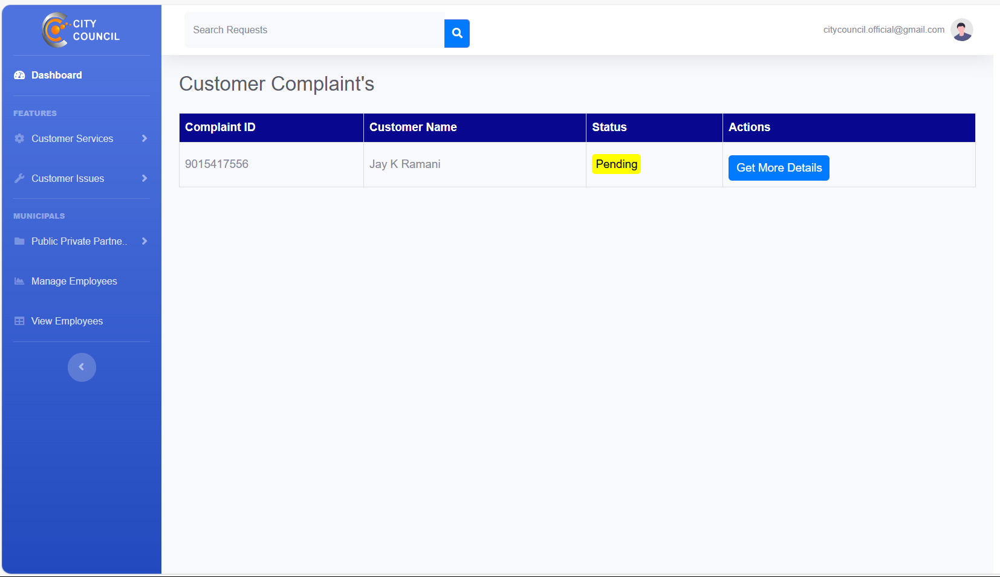 CITY
COUNCIL
Search Requests
citycouncil.official@gmail.com
Dashboard
Customer Complaint's
FEATURES
Customer Services
Customer Issues
MUNICIPALS
Public Private Partne..
Manage Employees
View Employees
Complaint ID Customer Name Status Actions
9015417556 Jay K Ramani Pending Get More Details